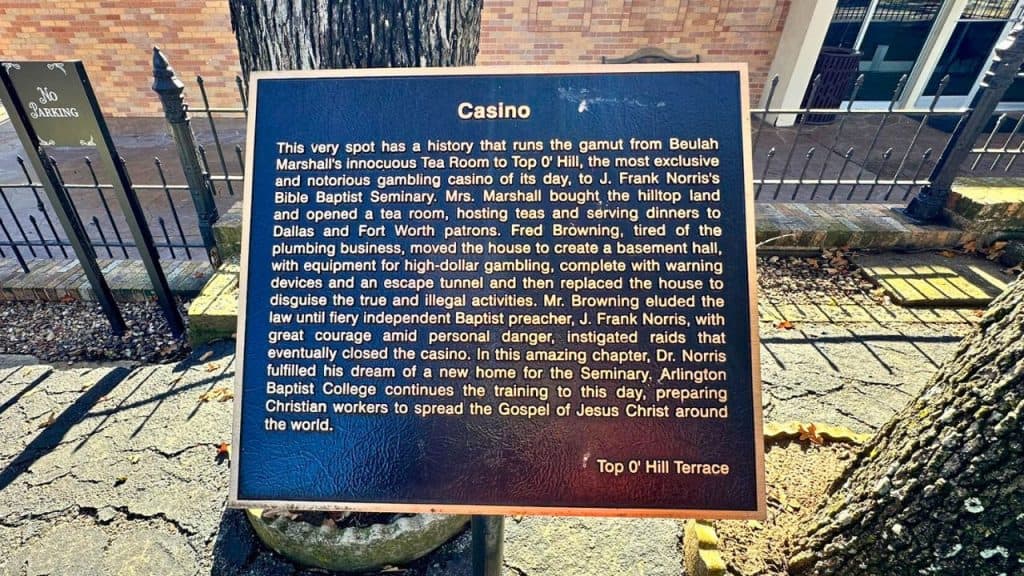 No
Parking
Casino
This very spot has a history that runs the gamut from Beulah
Marshall's innocuous Tea Room to Top 0' Hill, the most exclusive
and notorious gambling casino of its day, to J. Frank Norris's
Bible Baptist Seminary. Mrs. Marshall bought the hilltop land
and opened a tea room, hosting teas and serving dinners to
Dallas and Fort Worth patrons. Fred Browning, tired of the
plumbing business, moved the house to create a basement hall,
with equipment for high-dollar gambling, complete with warning
devices and an escape tunnel and then replaced the house to
disguise the true and illegal activities. Mr. Browning eluded the
law until fiery independent Baptist preacher, J. Frank Norris, with
great courage amid personal danger, instigated raids that
eventually closed the casino. In this amazing chapter, Dr. Norris
fulfilled his dream of a new home for the Seminary. Arlington
Baptist College continues the training to this day, preparing
Christian workers to spread the Gospel of Jesus Christ around
the world.
Top 0' Hill Terrace